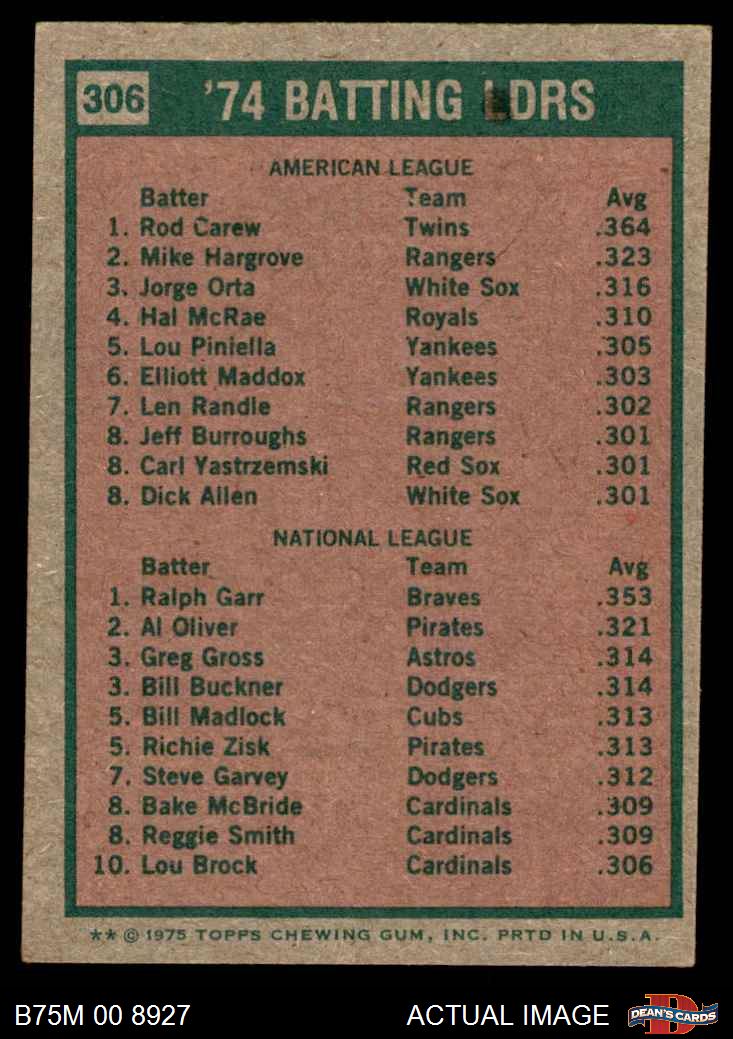 306 '74 BATTING LDRS
AMERICAN LEAGUE
Batter Team Avg
1. Rod Carew Twins .364
2. Mike Hargrove Rangers .323
3. Jorge Orta White Sox .316
4. Hal McRae Royals .310
5. Lou Piniella Yankees .305
6. Elliott Maddox Yankees .303
7. Len Randle Rangers .302
8. Jeff Burroughs Rangers .301
8. Carl Yastrzemski Red Sox .301
8. Dick Allen White Sox .301
NATIONAL LEAGUE
Batter Team Avg
1. Ralph Garr Braves .353
2. Al Oliver Pirates .321
3. Greg Gross Astros .314
3. Bill Buckner Dodgers .314
5. Bill Madlock Cubs .313
5. Richie Zisk Pirates .313
7. Steve Garvey Dodgers .312
8. Bake McBride Cardinals .309
8. Reggie Smith Cardinals .309
10. Lou Brock Cardinals .306
** © 1975 TOPPS CHEWING GUM, INC. PRTD IN U.S.A.
B75M 00 8927 ACTUAL IMAGE D DEAN'S CARDS